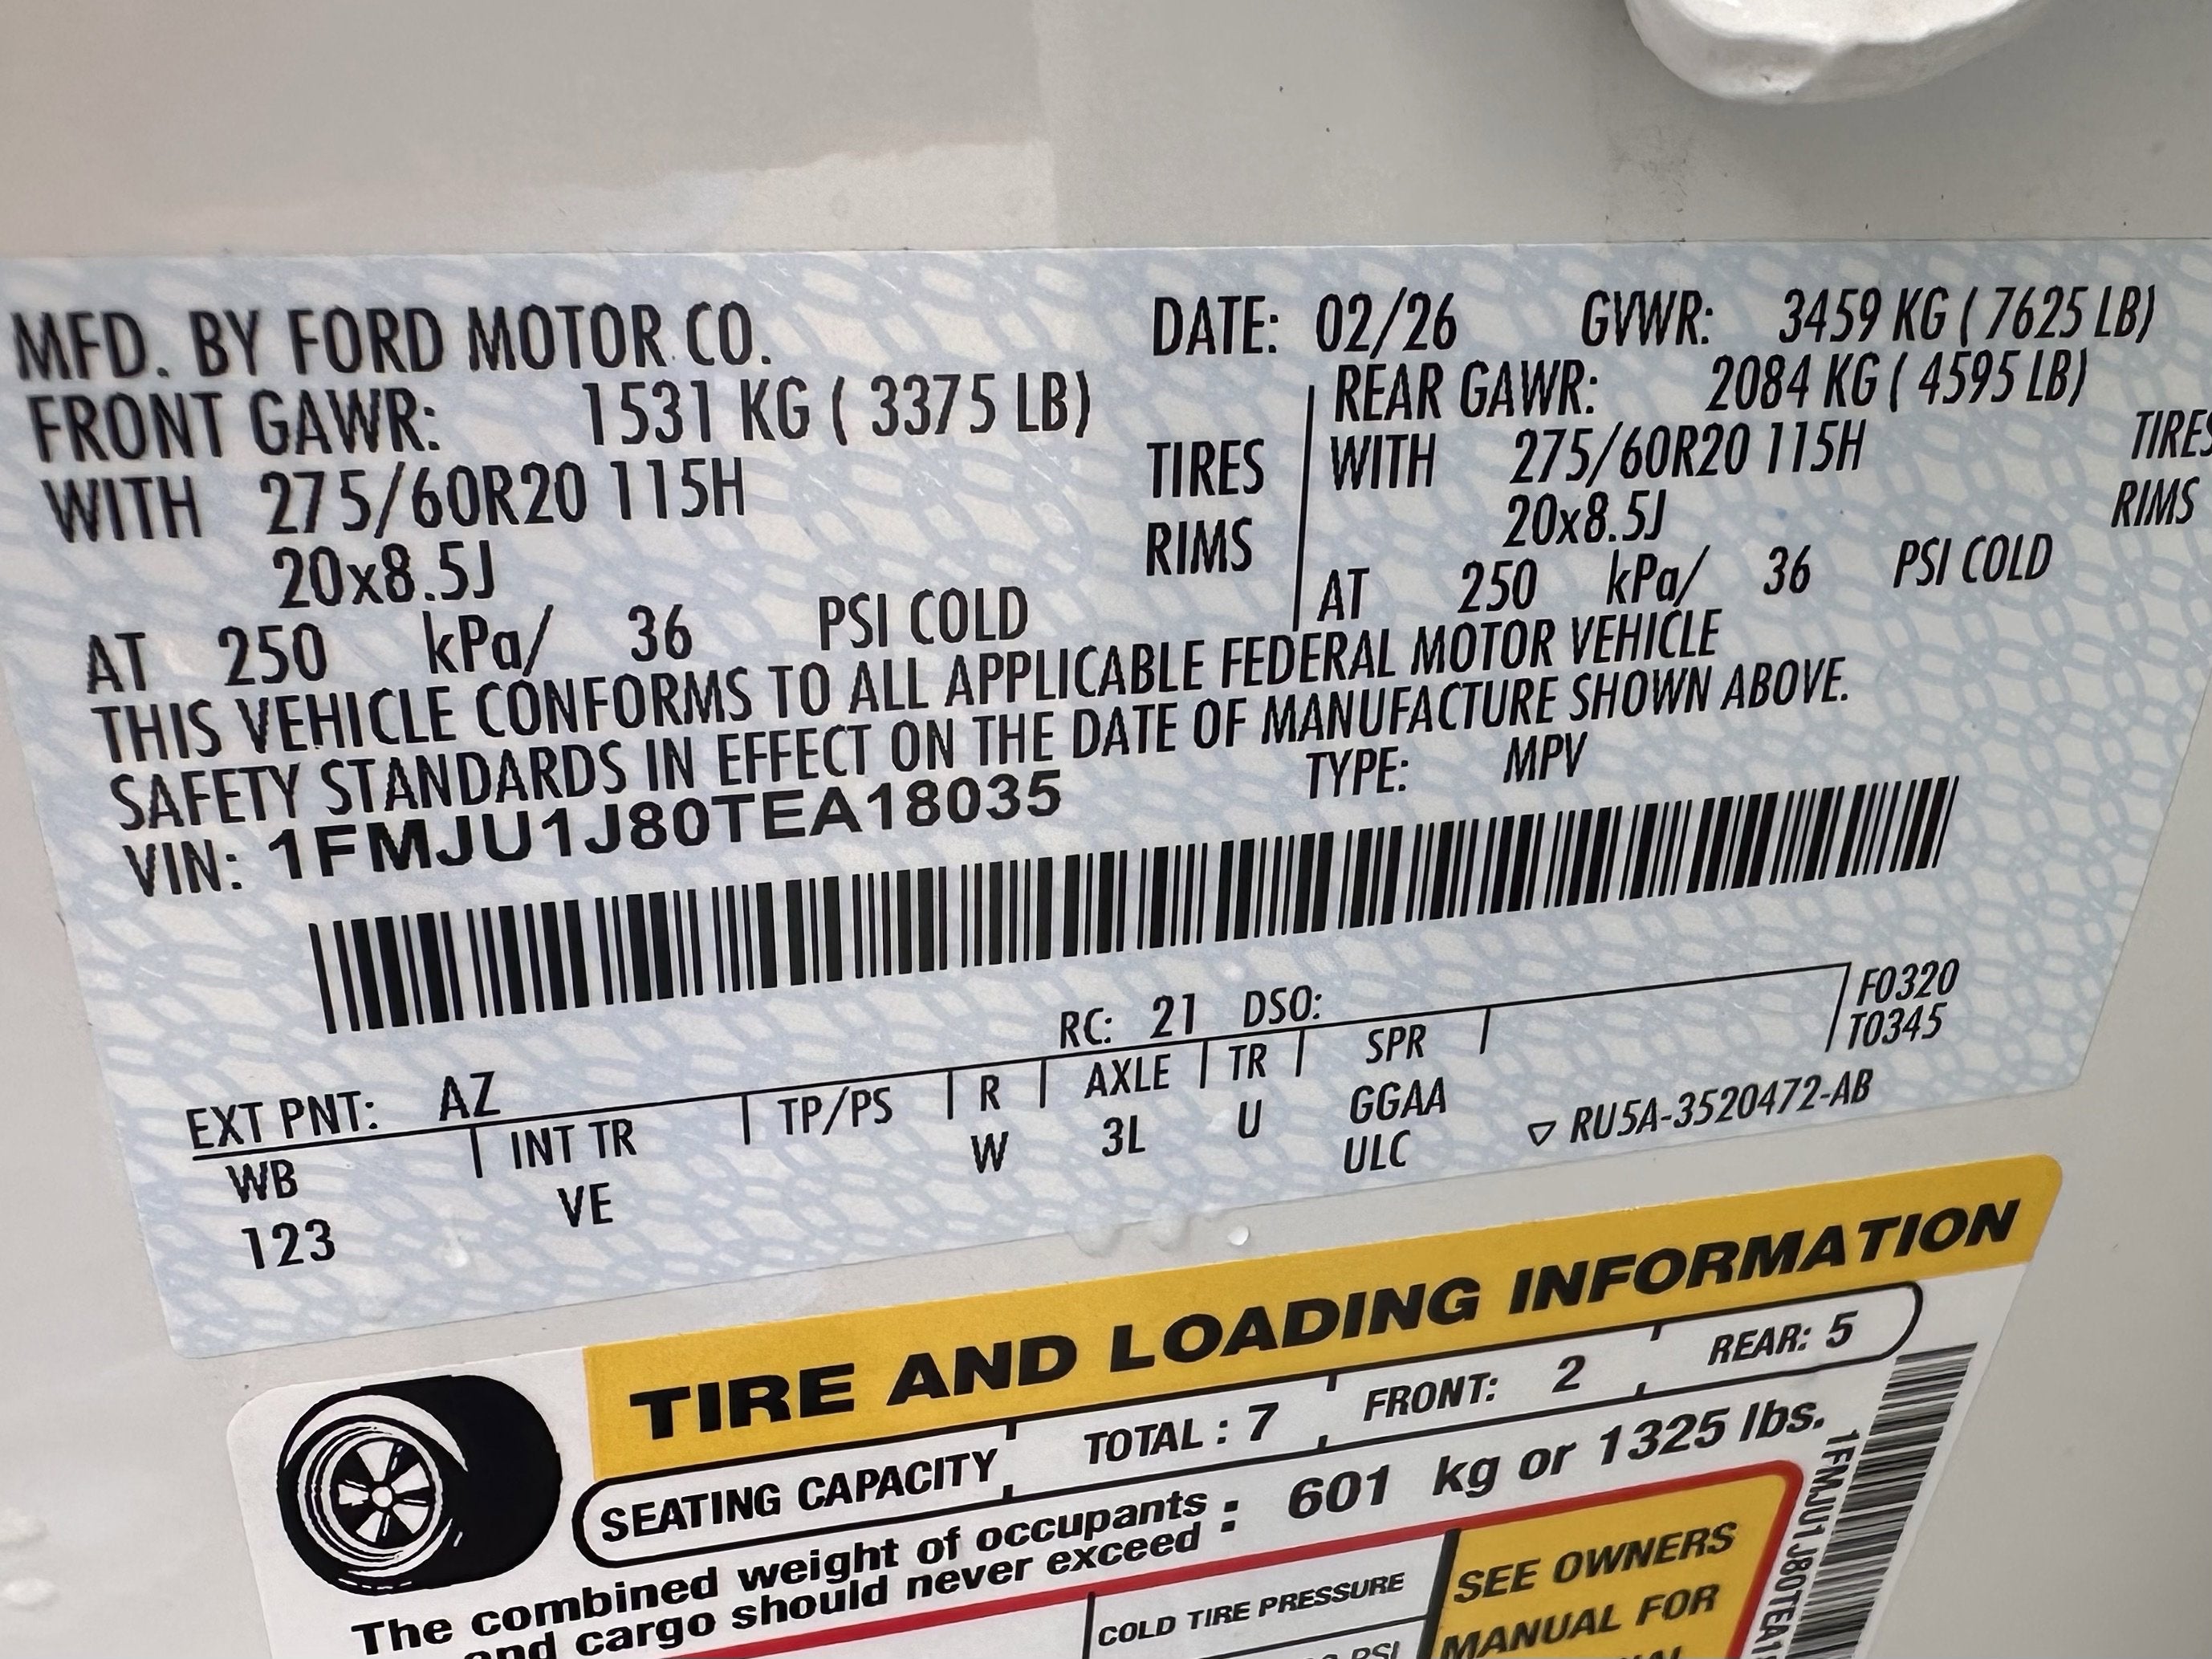 MFD. BY FORD MOTOR CO. DATE: 02/26 GVWR: 3459 KG ( 7625 LB)
FRONT GAWR: 1531 KG ( 3375 LB)
WITH 275/60R20 115H TIRES
20x8.5J RIMS
AT 250 kPa/ 36 PSI COLD
REAR GAWR: 2084 KG ( 4595 LB)
WITH 275/60R20 115H TIRES
20x8.5J RIMS
AT 250 kPa/ 36 PSI COLD
THIS VEHICLE CONFORMS TO ALL APPLICABLE FEDERAL MOTOR VEHICLE
SAFETY STANDARDS IN EFFECT ON THE DATE OF MANUFACTURE SHOWN ABOVE.
VIN: 1FMJU1J80TEA18035 TYPE: MPV
RC: 21 DSO: F0320
T0345
EXT PNT: AZ
WB INT TR TP/PS R AXLE TR SPR
123 VE W 3L U GGAA
ULC
▽ RU5A-3520472-AB
TIRE AND LOADING INFORMATION
SEATING CAPACITY TOTAL : 7 FRONT: 2 REAR: 5
The combined weight of occupants
and cargo should never exceed : 601 kg or 1325 lbs.
COLD TIRE PRESSURE
PSI
SEE OWNERS
MANUAL FOR
1FMJU1J80TEA1